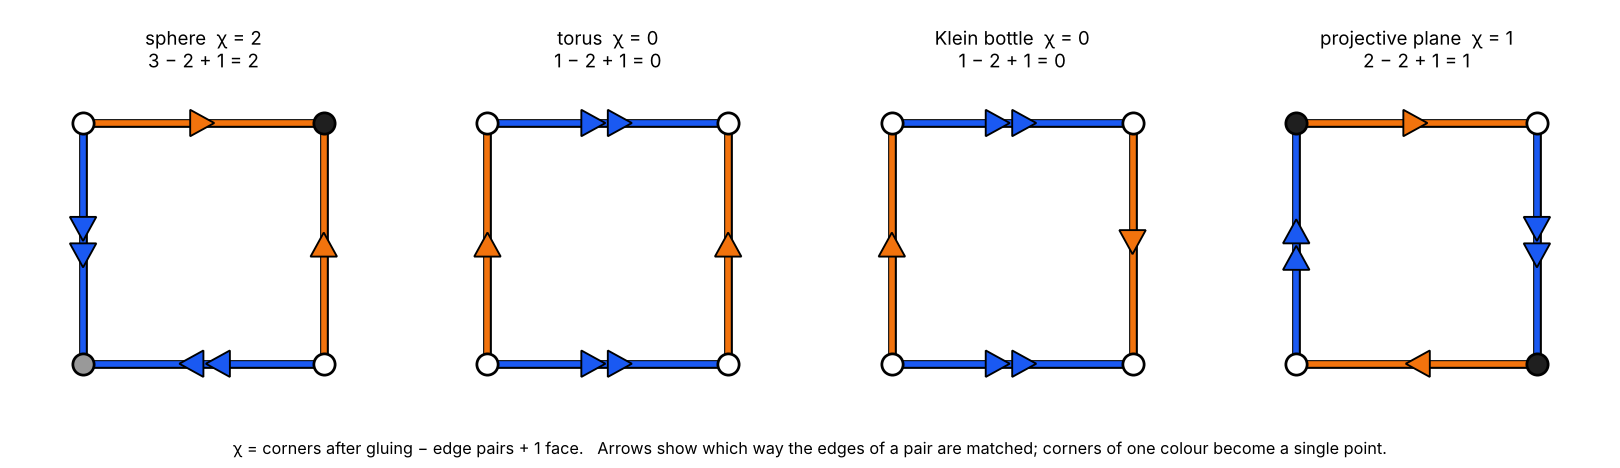 sphere χ = 2
3 − 2 + 1 = 2
torus χ = 0
1 − 2 + 1 = 0
Klein bottle χ = 0
1 − 2 + 1 = 0
projective plane χ = 1
2 − 2 + 1 = 1
χ = corners after gluing − edge pairs + 1 face. Arrows show which way the edges of a pair are matched; corners of one colour become a single point.